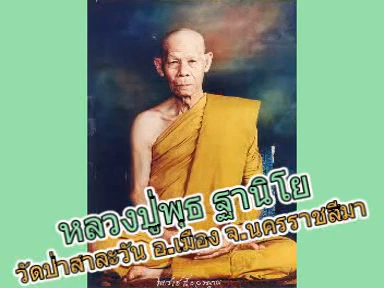 หลวงปู่พุธ ฐานิโย
วัดป่าสาละวัน อ.เมือง จ.นครราชสีมา